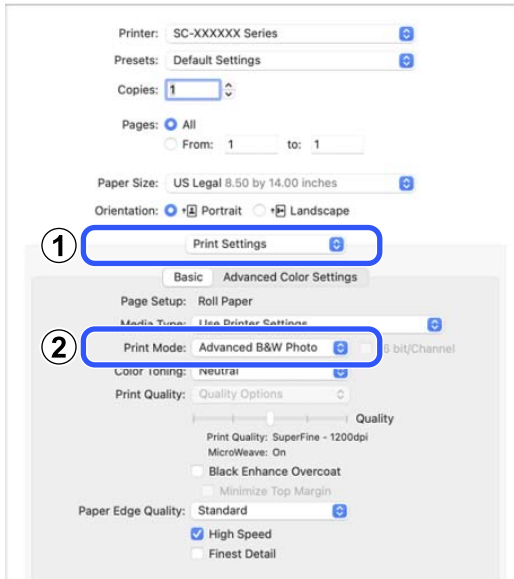 Printer: SC-XXXXXX Series
Presets: Default Settings
Copies: 1
Pages: All
From: 1 to: 1
Paper Size: US Legal 8.50 by 14.00 inches
Orientation: Portrait Landscape
1 Print Settings
Basic Advanced Color Settings
Page Setup: Roll Paper
Media Type: Use Printer Settings
2 Print Mode: Advanced B&W Photo 6 bit/Channel
Color Toning: Neutral
Print Quality: Quality Options
Quality
Print Quality: SuperFine - 1200dpi
MicroWeave: On
Black Enhance Overcoat
Minimize Top Margin
Paper Edge Quality: Standard
High Speed
Finest Detail